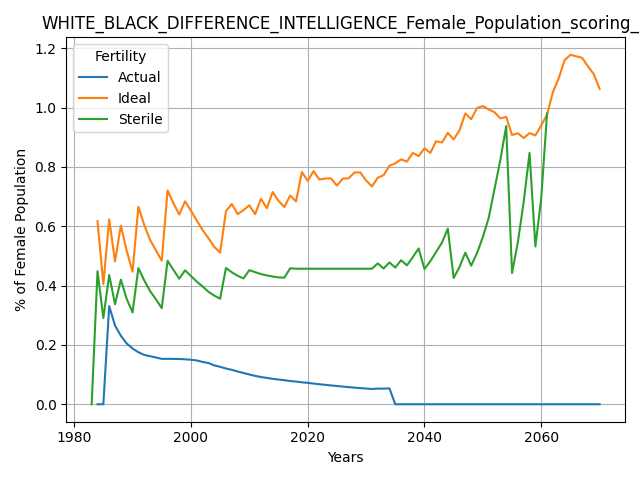 WHITE_BLACK_DIFFERENCE_INTELLIGENCE_Female_Population_scoring_
Fertility
Actual
Ideal
Sterile
% of Female Population
1.2
1.0
0.8
0.6
0.4
0.2
0.0
1980 2000 2020 2040 2060
Years